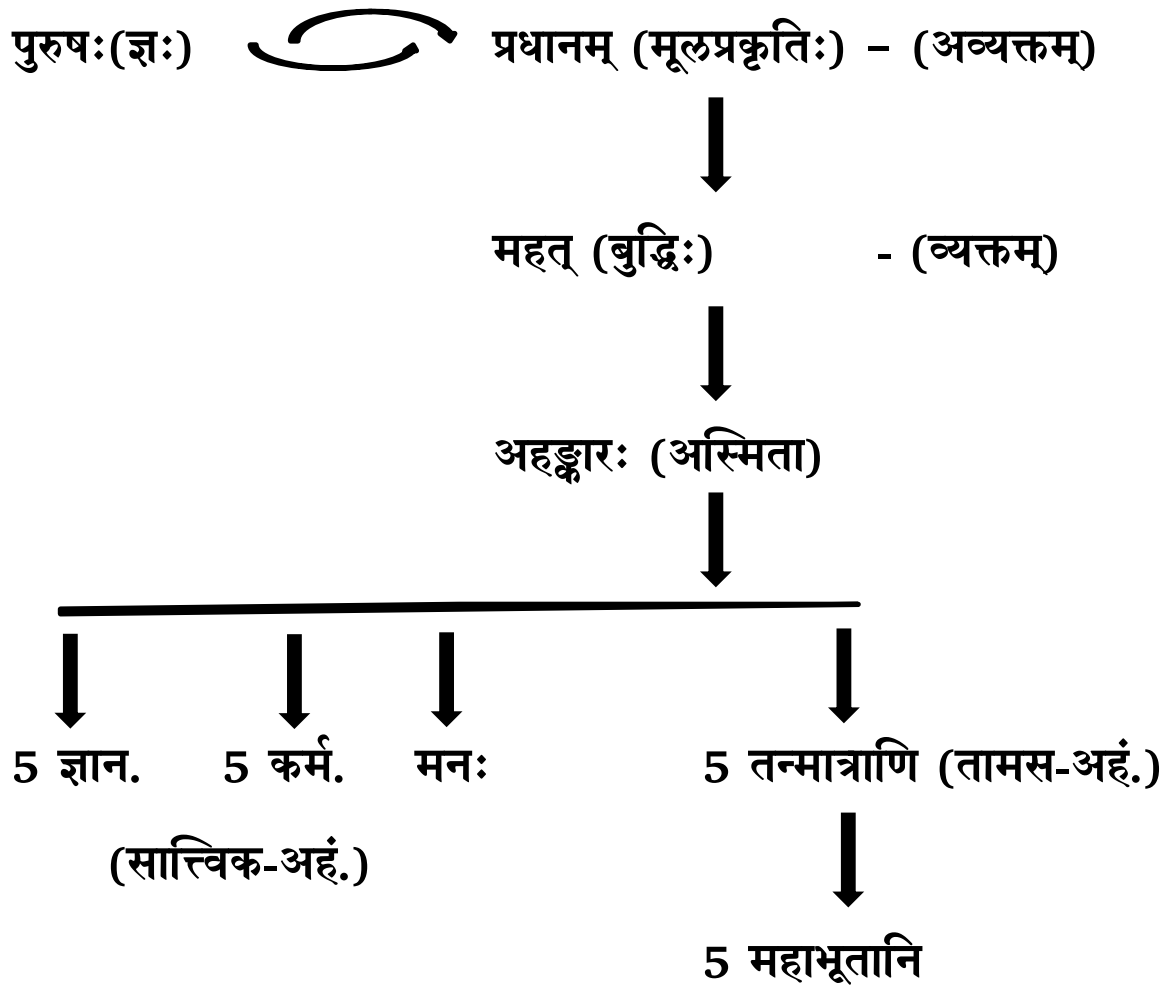 पुरुषः(ज्ञः) प्रधानम् (मूलप्रकृतिः) – (अव्यक्तम्)
महत् (बुद्धिः) - (व्यक्तम्)
अहङ्कारः (अस्मिता)
5 ज्ञान. 5 कर्म. मनः 5 तन्मात्राणि (तामस-अहं.)
(सात्त्विक-अहं.)
5 महाभूतानि